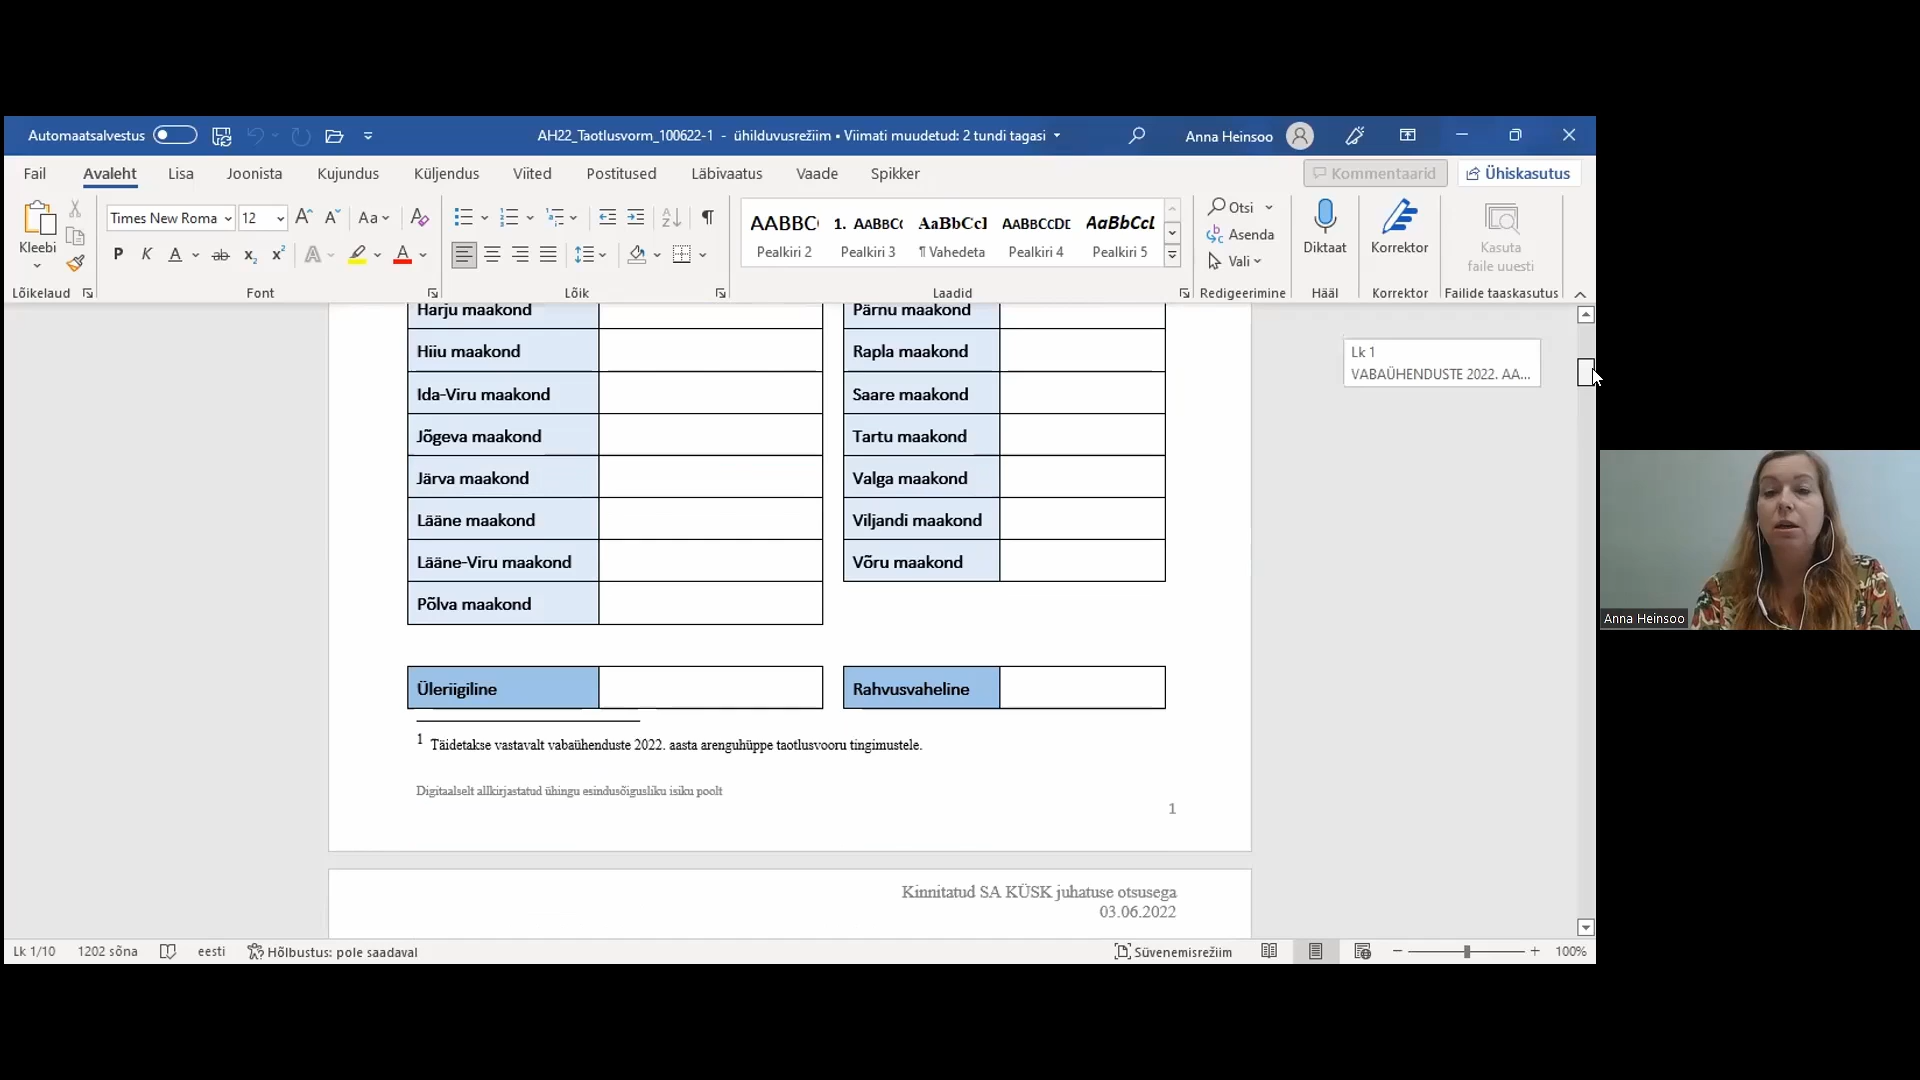 Automaatsalvestus
AH22_Taotlusvorm_100622-1 - ühilduvusrežiim • Viimati muudetud: 2 tundi tagasi
Anna Heinsoo
Fail Avaleht Lisa Joonista Kujundus Küljendus Viited Postitused Läbivaatus Vaade Spikker
Kommentaarid Ühiskasutus
Kleebi
Times New Roma 12
Aa
P K A ab x₂ x² A A
AABBC 1. AABBC AaBbCcI AABBCCDD AaBbCcL
Pealkiri 2 Pealkiri 3 ¶ Vahedeta Pealkiri 4 Pealkiri 5
Otsi
Asenda
Vali
Diktaat
Korrektor
Kasuta
faile uuesti
Lõikelaud Font Lõik Laadid Redigeerimine Hääl Korrektor Failide taaskasutus
Harju maakond Pärnu maakond
Hiiu maakond Rapla maakond
Ida-Viru maakond Saare maakond
Jõgeva maakond Tartu maakond
Järva maakond Valga maakond
Lääne maakond Viljandi maakond
Lääne-Viru maakond Võru maakond
Põlva maakond
Üleriigiline Rahvusvaheline
1 Täidetakse vastavalt vabaühenduste 2022. aasta arenguhüppe taotlusvooru tingimustele.
Digitaalselt allkirjastatud ühingu esindusõigusliku isiku poolt
1
Kinnitatud SA KÜSK juhatuse otsusega
03.06.2022
Lk 1
VABAÜHENDUSTE 2022. AA...
Anna Heinsoo
Lk 1/10 1202 sõna eesti Hõlbustus: pole saadaval Süvenemisrežiim 100%